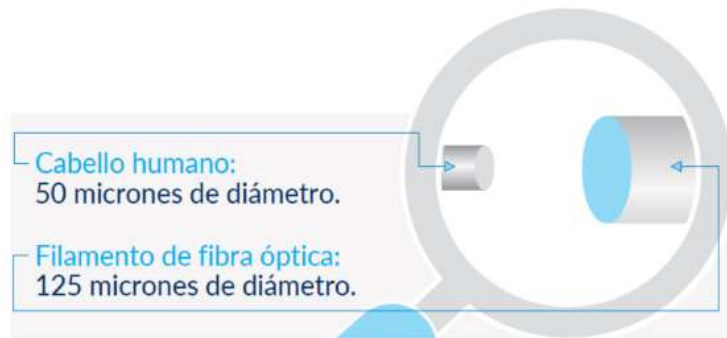 Cabello humano:
50 micrones de diámetro.
Filamento de fibra óptica:
125 micrones de diámetro.